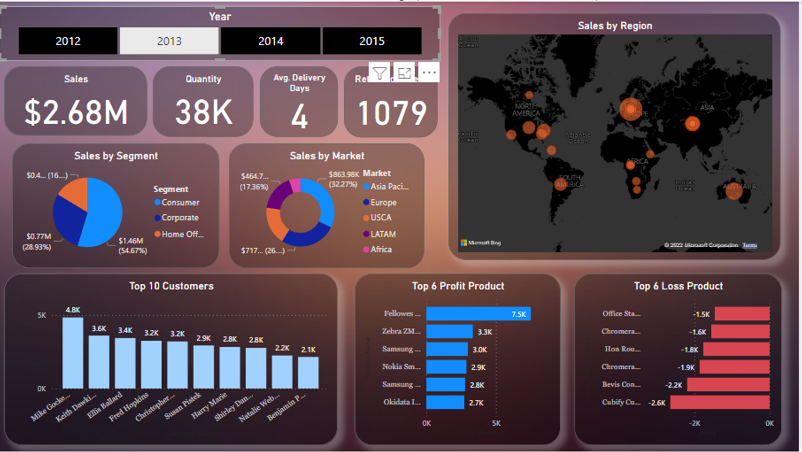 Year
2012
2013
2014
2015
Sales
$2.68M
Quantity
38K
Avg. Delivery
Days
4
Ret
1079
Sales by Region
NORTH
AMERICA
SOUTH
AMERICA
AFRICA
ASIA
AUSTRALIA
Microsoft Bing
© 2022 Microsoft Corporation Terms
Sales by Segment
$0.4... (16....)
$0.77M
(28.93%)
$1.46M
(54.67%)
Segment
Consumer
Corporate
Home Off...
Sales by Market
$464.7...
(17.36%)
$863.98K
(32.27%)
$717... (26....)
Market
Asia Paci...
Europe
USCA
LATAM
Africa
Top 10 Customers
5K
0K
4.8K
3.6K
3.4K
3.2K
3.2K
2.9K
2.8K
2.8K
2.2K
2.1K
Mike Gocke...
Keith Dawki...
Ellis Ballard
Fred Hopkins
Christopher...
Susan Pistek
Harry Marie
Shirley Dan...
Natalie Web...
Benjamin P...
Top 6 Profit Product
Fellowes ... 7.5K
Zebra ZM... 3.3K
Samsung ... 3.0K
Nokia Sm... 2.9K
Samsung ... 2.8K
Okidata I... 2.7K
0K 5K
Top 6 Loss Product
Office Sta... -1.5K
Chromera... -1.6K
Hon Rou... -1.8K
Chromera... -1.9K
Bevis Con... -2.2K
Cubify Cu... -2.6K
-2K 0K